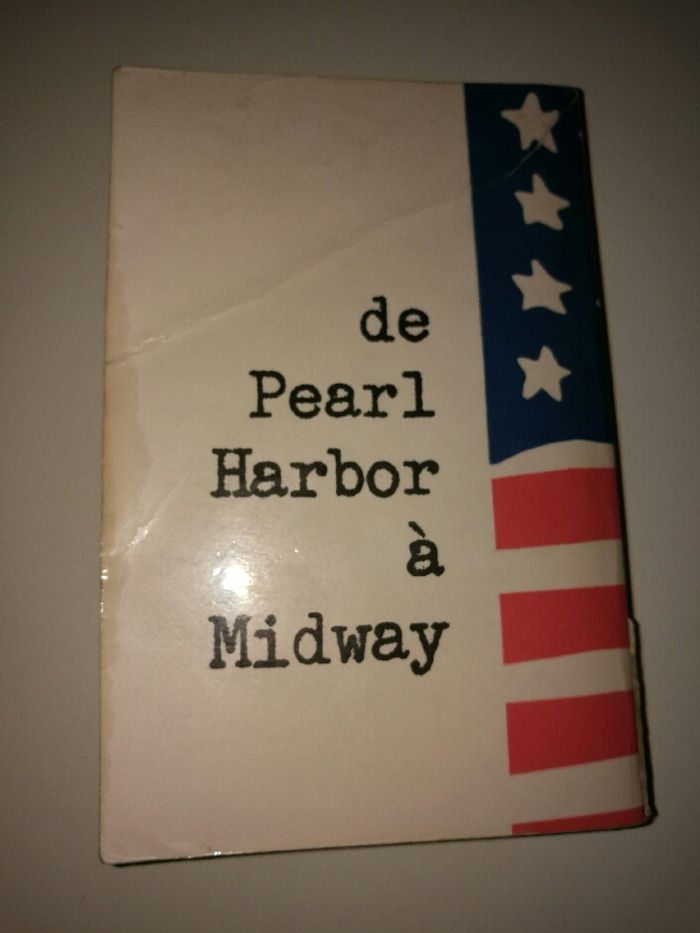 de
Pearl
Harbor
à
Midway